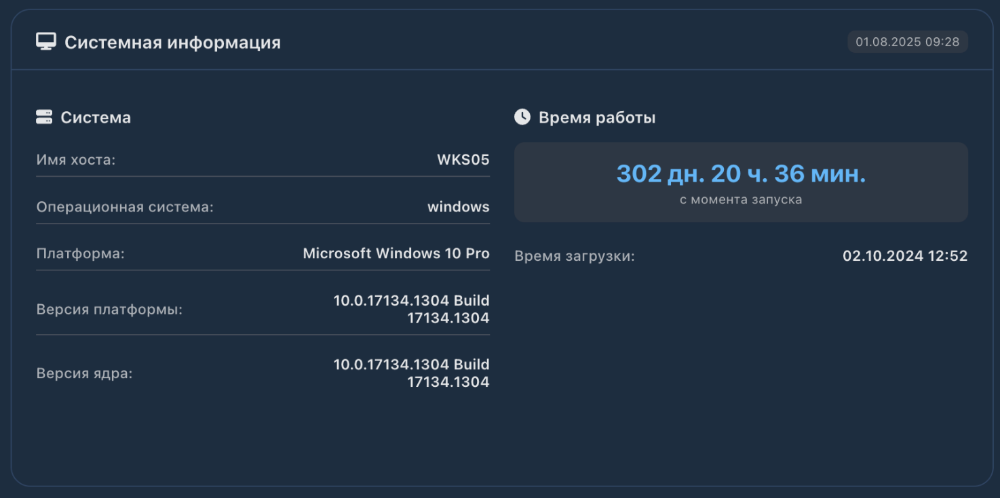 Системная информация
01.08.2025 09:28
Система
Имя хоста: WKS05
Операционная система: windows
Платформа: Microsoft Windows 10 Pro
Версия платформы: 10.0.17134.1304 Build
17134.1304
Версия ядра: 10.0.17134.1304 Build
17134.1304
Время работы
302 дн. 20 ч. 36 мин.
с момента запуска
Время загрузки: 02.10.2024 12:52